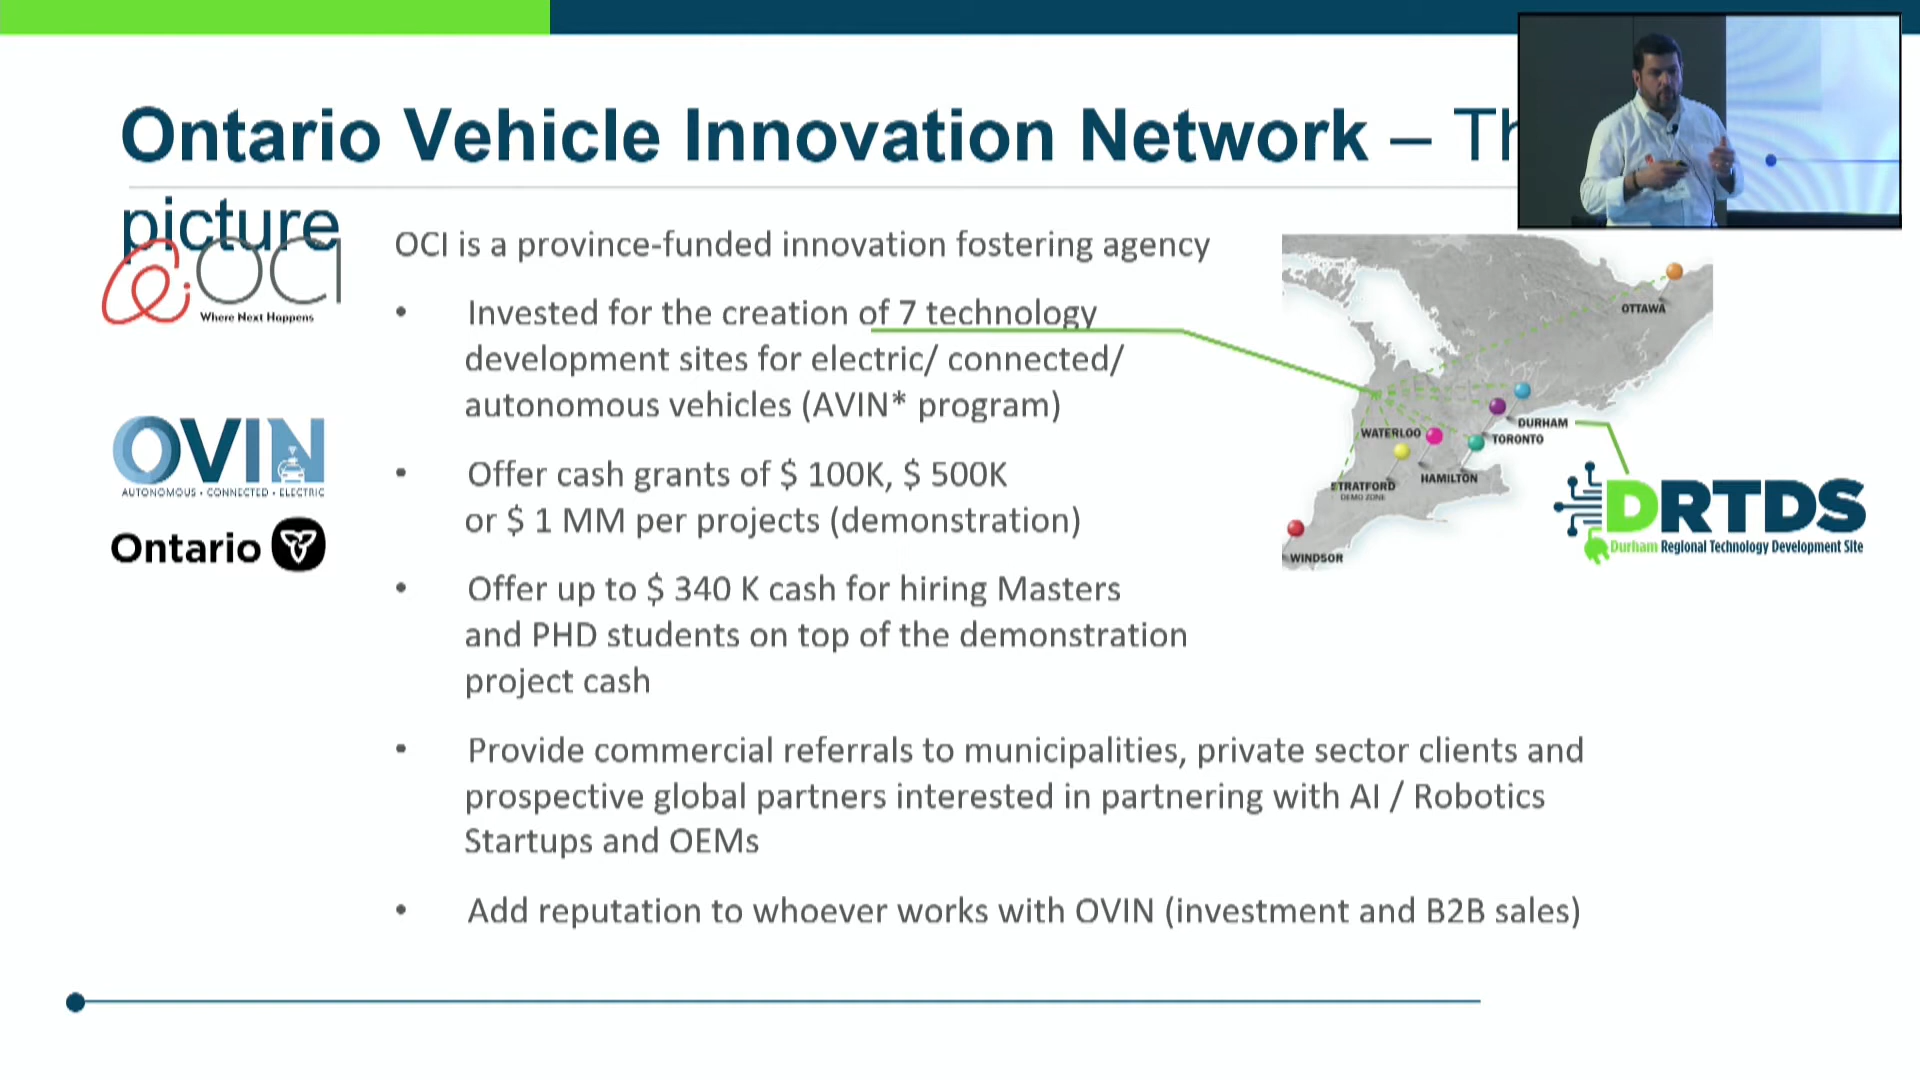 Ontario Vehicle Innovation Network – Th
picture
OCI
Where Next Happens
OCI is a province-funded innovation fostering agency
• Invested for the creation of 7 technology
development sites for electric/ connected/
autonomous vehicles (AVIN* program)
• Offer cash grants of $ 100K, $ 500K
or $ 1 MM per projects (demonstration)
• Offer up to $ 340 K cash for hiring Masters
and PHD students on top of the demonstration
project cash
• Provide commercial referrals to municipalities, private sector clients and
prospective global partners interested in partnering with AI / Robotics
Startups and OEMs
• Add reputation to whoever works with OVIN (investment and B2B sales)
OVIN
AUTONOMOUS • CONNECTED • ELECTRIC
Ontario
OTTAWA
DURHAM
TORONTO
WATERLOO
HAMILTON
STRATFORD
DEMO ZONE
WINDSOR
DRTDS
Durham Regional Technology Development Site